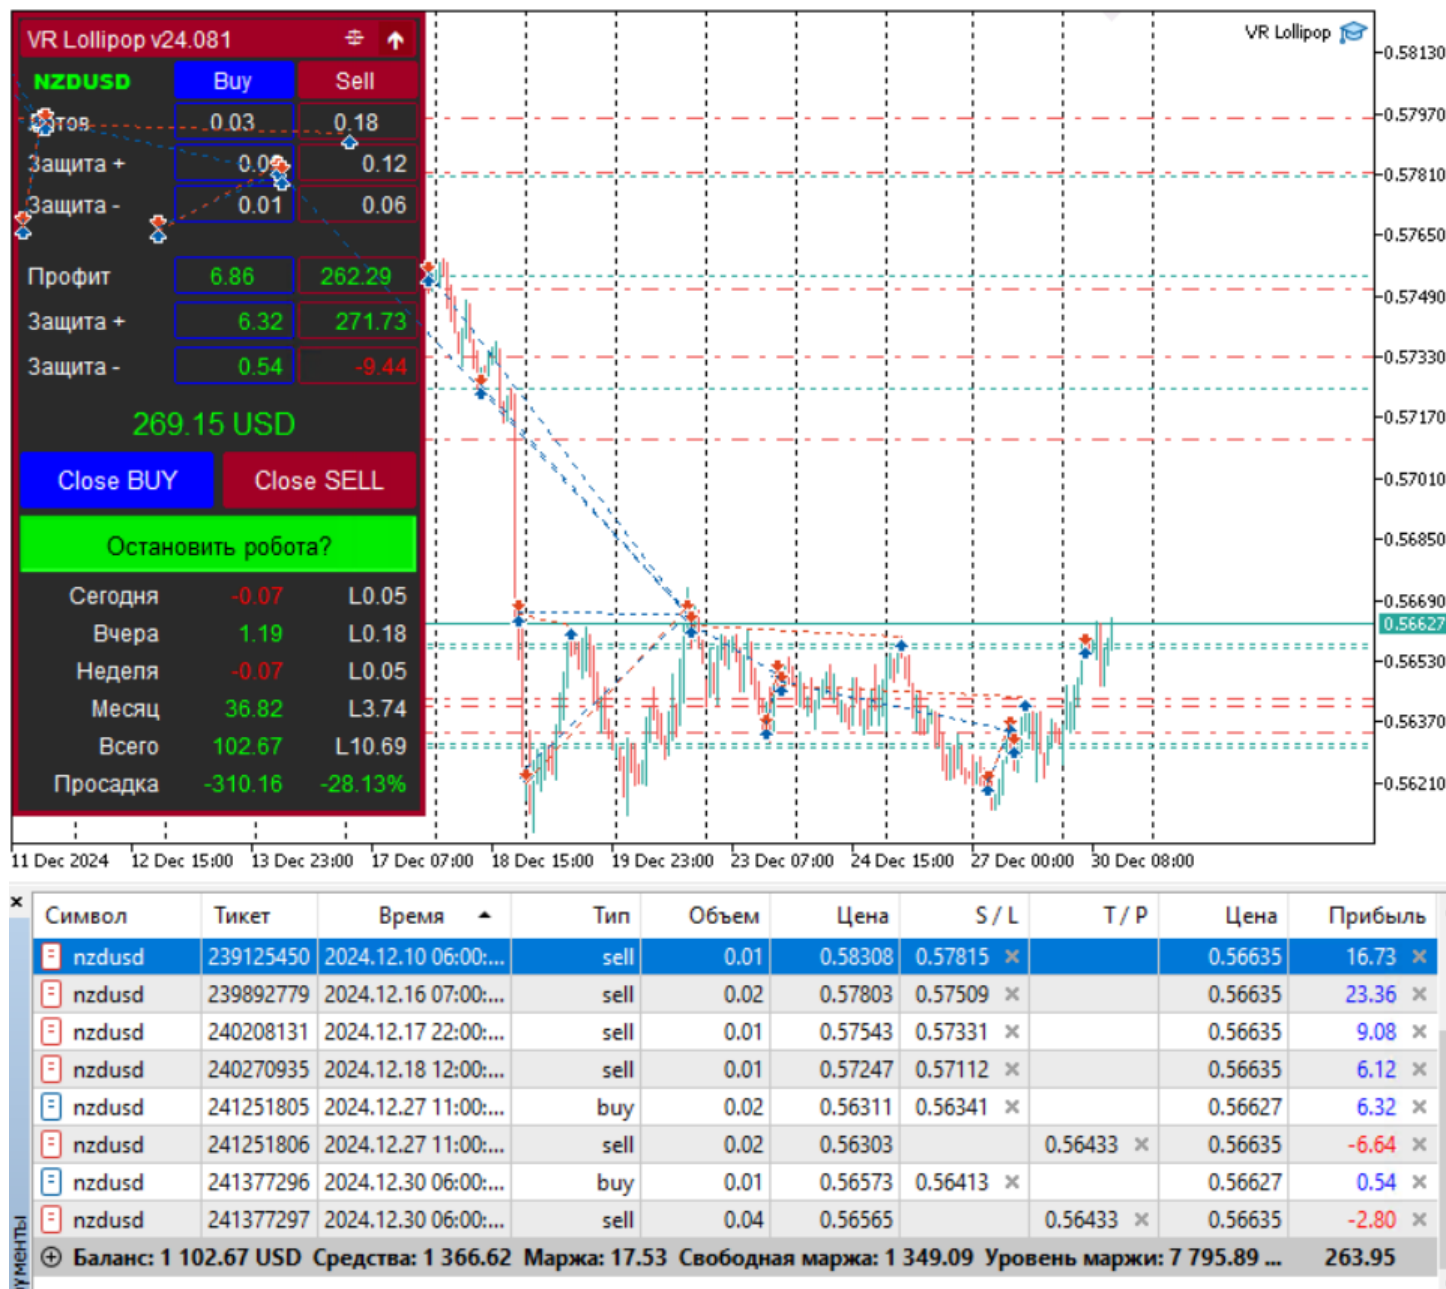 VR Lollipop v24.081
VR Lollipop
NZDUSD Buy Sell
0.03 0.18
Защита + 0.12
Защита - 0.01 0.06
Профит 6.86 262.29
Защита + 6.32 271.73
Защита - 0.54 -9.44
269.15 USD
Close BUY Close SELL
Остановить робота?
Сегодня -0.07 L0.05
Вчера 1.19 L0.18
Неделя -0.07 L0.05
Месяц 36.82 L3.74
Всего 102.67 L10.69
Просадка -310.16 -28.13%
0.58130
0.57970
0.57810
0.57650
0.57490
0.57330
0.57170
0.57010
0.56850
0.56690
0.56627
0.56530
0.56370
0.56210
11 Dec 2024 12 Dec 15:00 13 Dec 23:00 17 Dec 07:00 18 Dec 15:00 19 Dec 23:00 23 Dec 07:00 24 Dec 15:00 27 Dec 00:00 30 Dec 08:00
Символ Тикет Время Тип Объем Цена S / L T / P Цена Прибыль
nzdusd 239125450 2024.12.10 06:00:... sell 0.01 0.58308 0.57815 0.56635 16.73
nzdusd 239892779 2024.12.16 07:00:... sell 0.02 0.57803 0.57509 0.56635 23.36
nzdusd 240208131 2024.12.17 22:00:... sell 0.01 0.57543 0.57331 0.56635 9.08
nzdusd 240270935 2024.12.18 12:00:... sell 0.01 0.57247 0.57112 0.56635 6.12
nzdusd 241251805 2024.12.27 11:00:... buy 0.02 0.56311 0.56341 0.56627 6.32
nzdusd 241251806 2024.12.27 11:00:... sell 0.02 0.56303 0.56433 0.56635 -6.64
nzdusd 241377296 2024.12.30 06:00:... buy 0.01 0.56573 0.56413 0.56627 0.54
nzdusd 241377297 2024.12.30 06:00:... sell 0.04 0.56565 0.56433 0.56635 -2.80
Баланс: 1 102.67 USD Средства: 1 366.62 Маржа: 17.53 Свободная маржа: 1 349.09 Уровень маржи: 7 795.89 ... 263.95